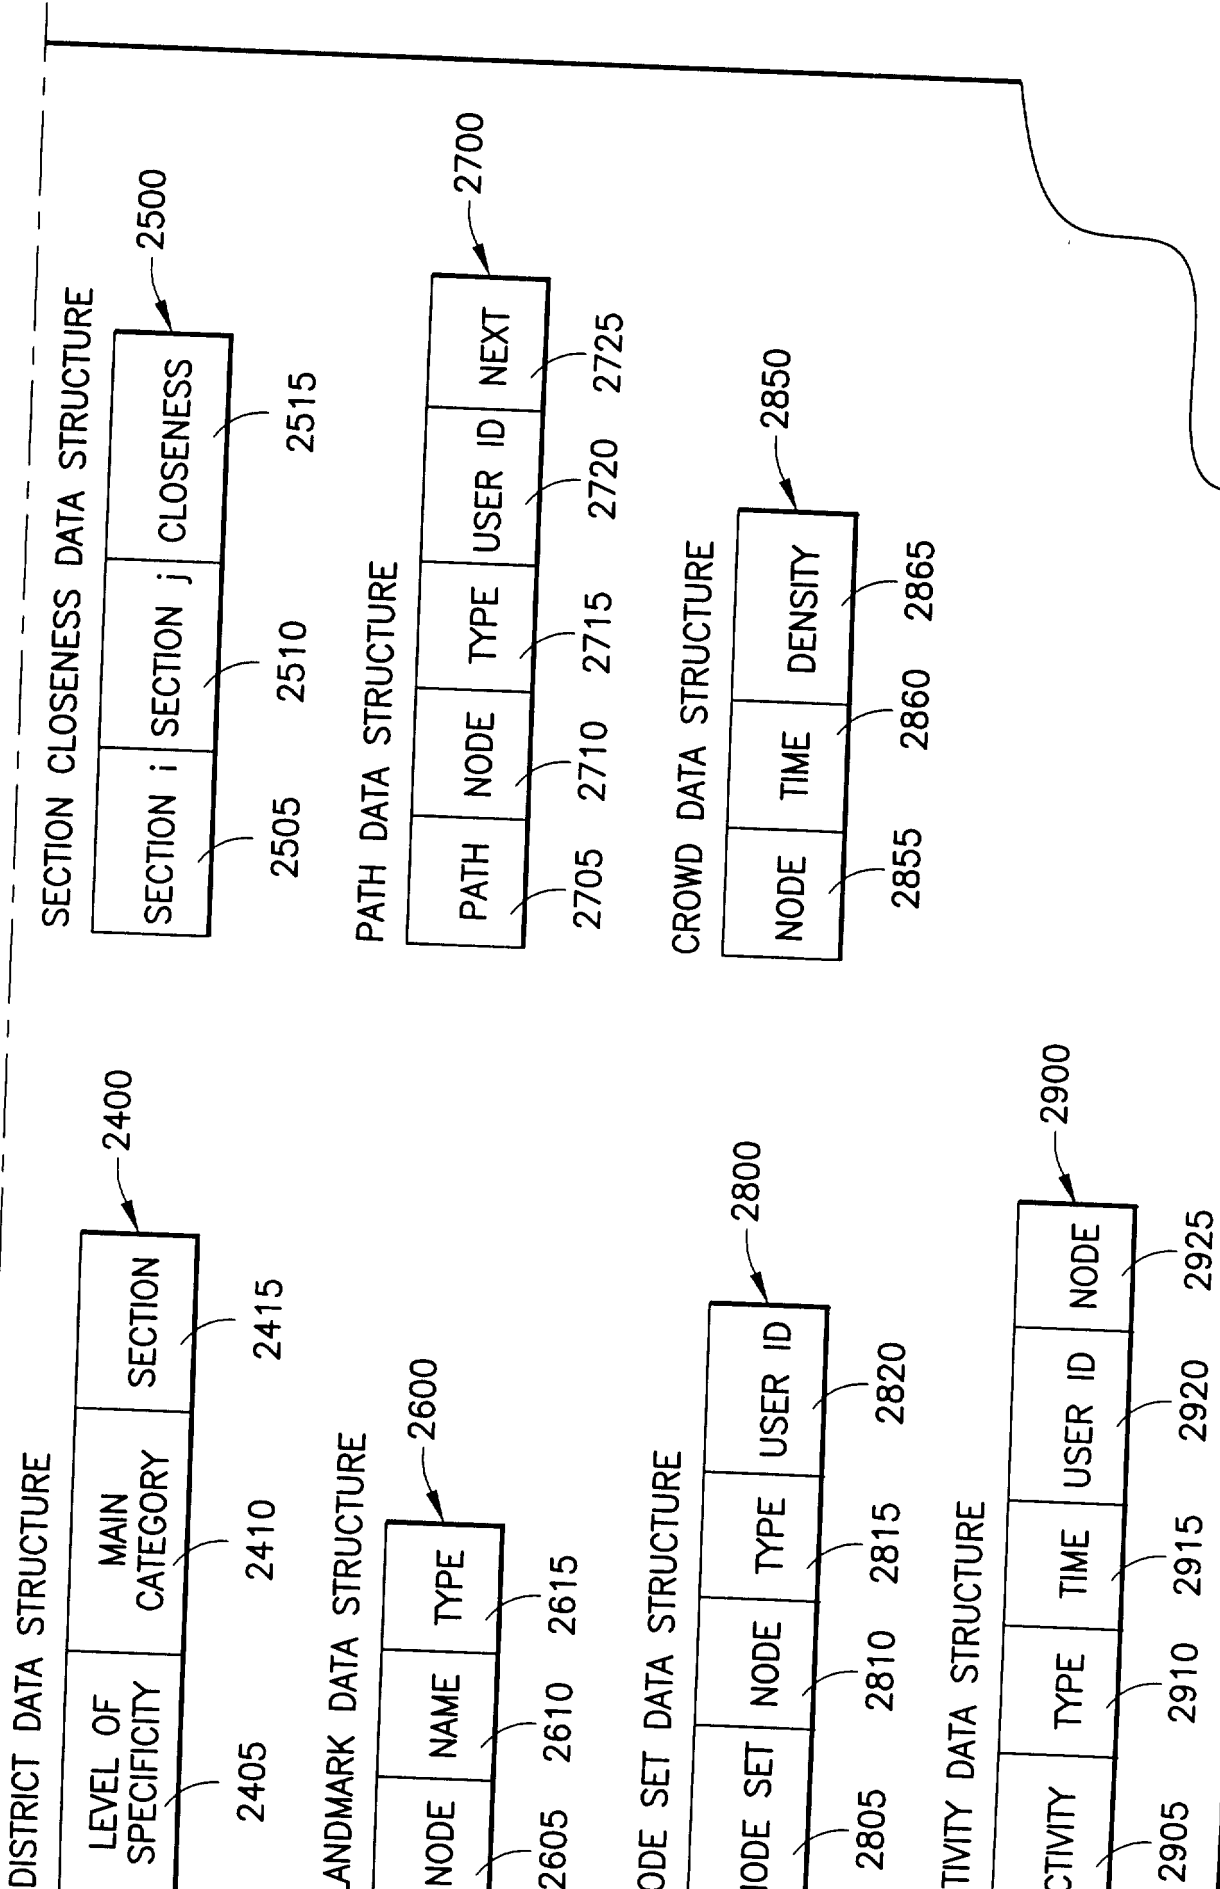 DISTRICT DATA STRUCTURE
2400
LEVEL OF
SPECIFICITY
MAIN
CATEGORY
SECTION
2405
2410
2415
SECTION CLOSENESS DATA STRUCTURE
2500
SECTION i
SECTION j
CLOSENESS
2505
2510
2515
ANDMARK DATA STRUCTURE
2600
NODE
NAME
TYPE
2605
2610
2615
PATH DATA STRUCTURE
2700
PATH
NODE
TYPE
USER ID
NEXT
2705
2710
2715
2720
2725
ODE SET DATA STRUCTURE
2800
NODE SET
NODE
TYPE
USER ID
2805
2810
2815
2820
CROWD DATA STRUCTURE
2850
NODE
TIME
DENSITY
2855
2860
2865
TIVITY DATA STRUCTURE
2900
CTIVITY
TYPE
TIME
USER ID
NODE
2905
2910
2915
2920
2925